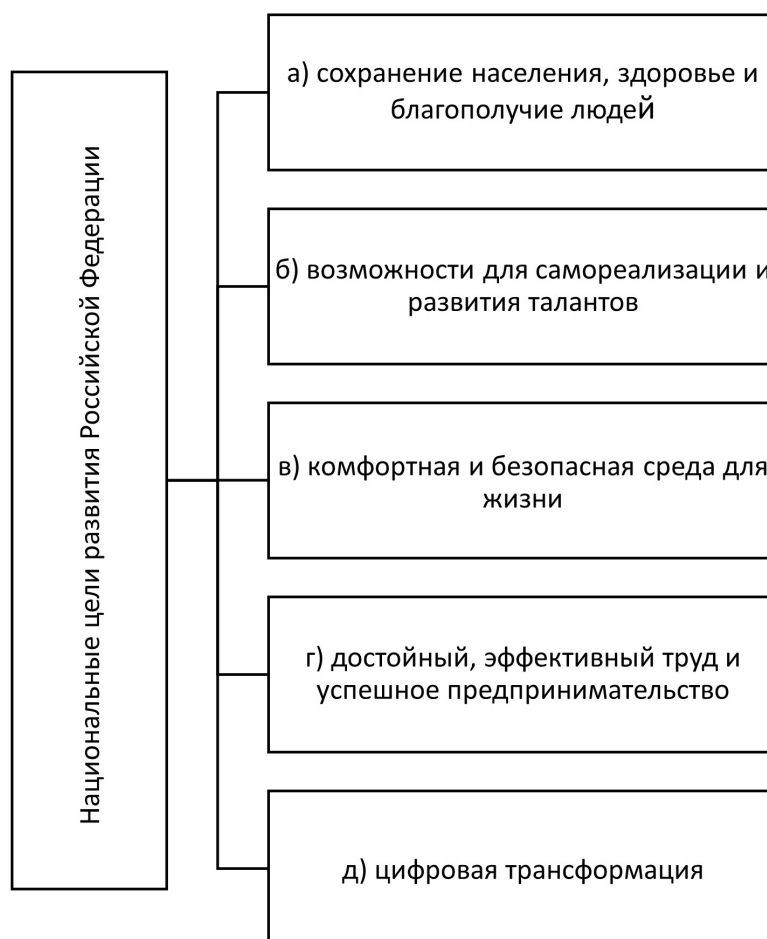 Национальные цели развития Российской Федерации
а) сохранение населения, здоровье и
благополучие людей
б) возможности для самореализации и
развития талантов
в) комфортная и безопасная среда для
жизни
г) достойный, эффективный труд и
успешное предпринимательство
д) цифровая трансформация